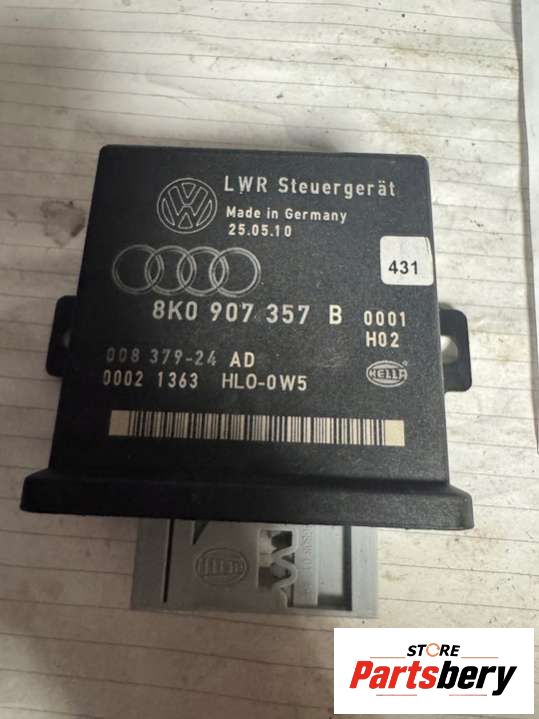 LWR Steuergerät
Made in Germany
25.05.10
431
8K0 907 357 B 0001
H02
008 379-24 AD
0002 1363 HLO-0W5
HELLA
HELLA
STORE
Partsbery